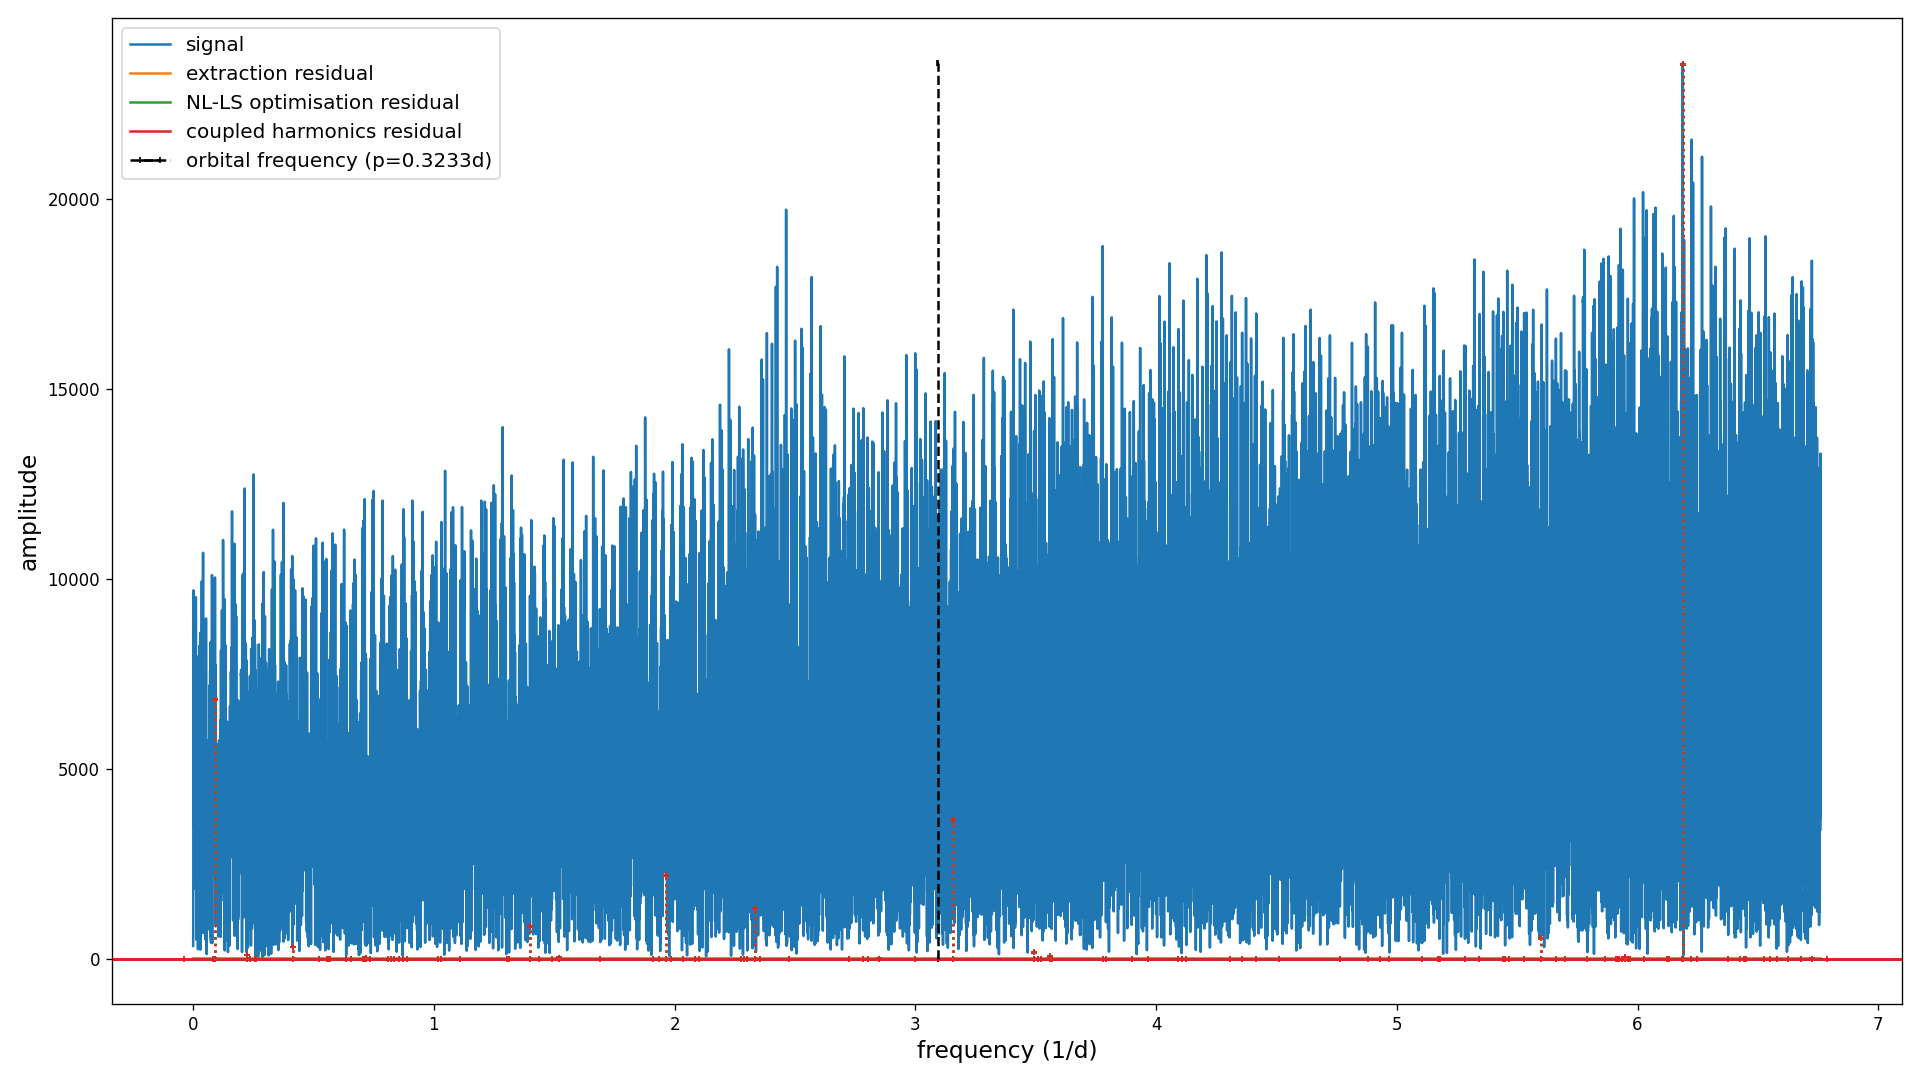 signal
extraction residual
NL-LS optimisation residual
coupled harmonics residual
orbital frequency (p=0.3233d)
amplitude
20000
15000
10000
5000
0
0 1 2 3 4 5 6 7
frequency (1/d)